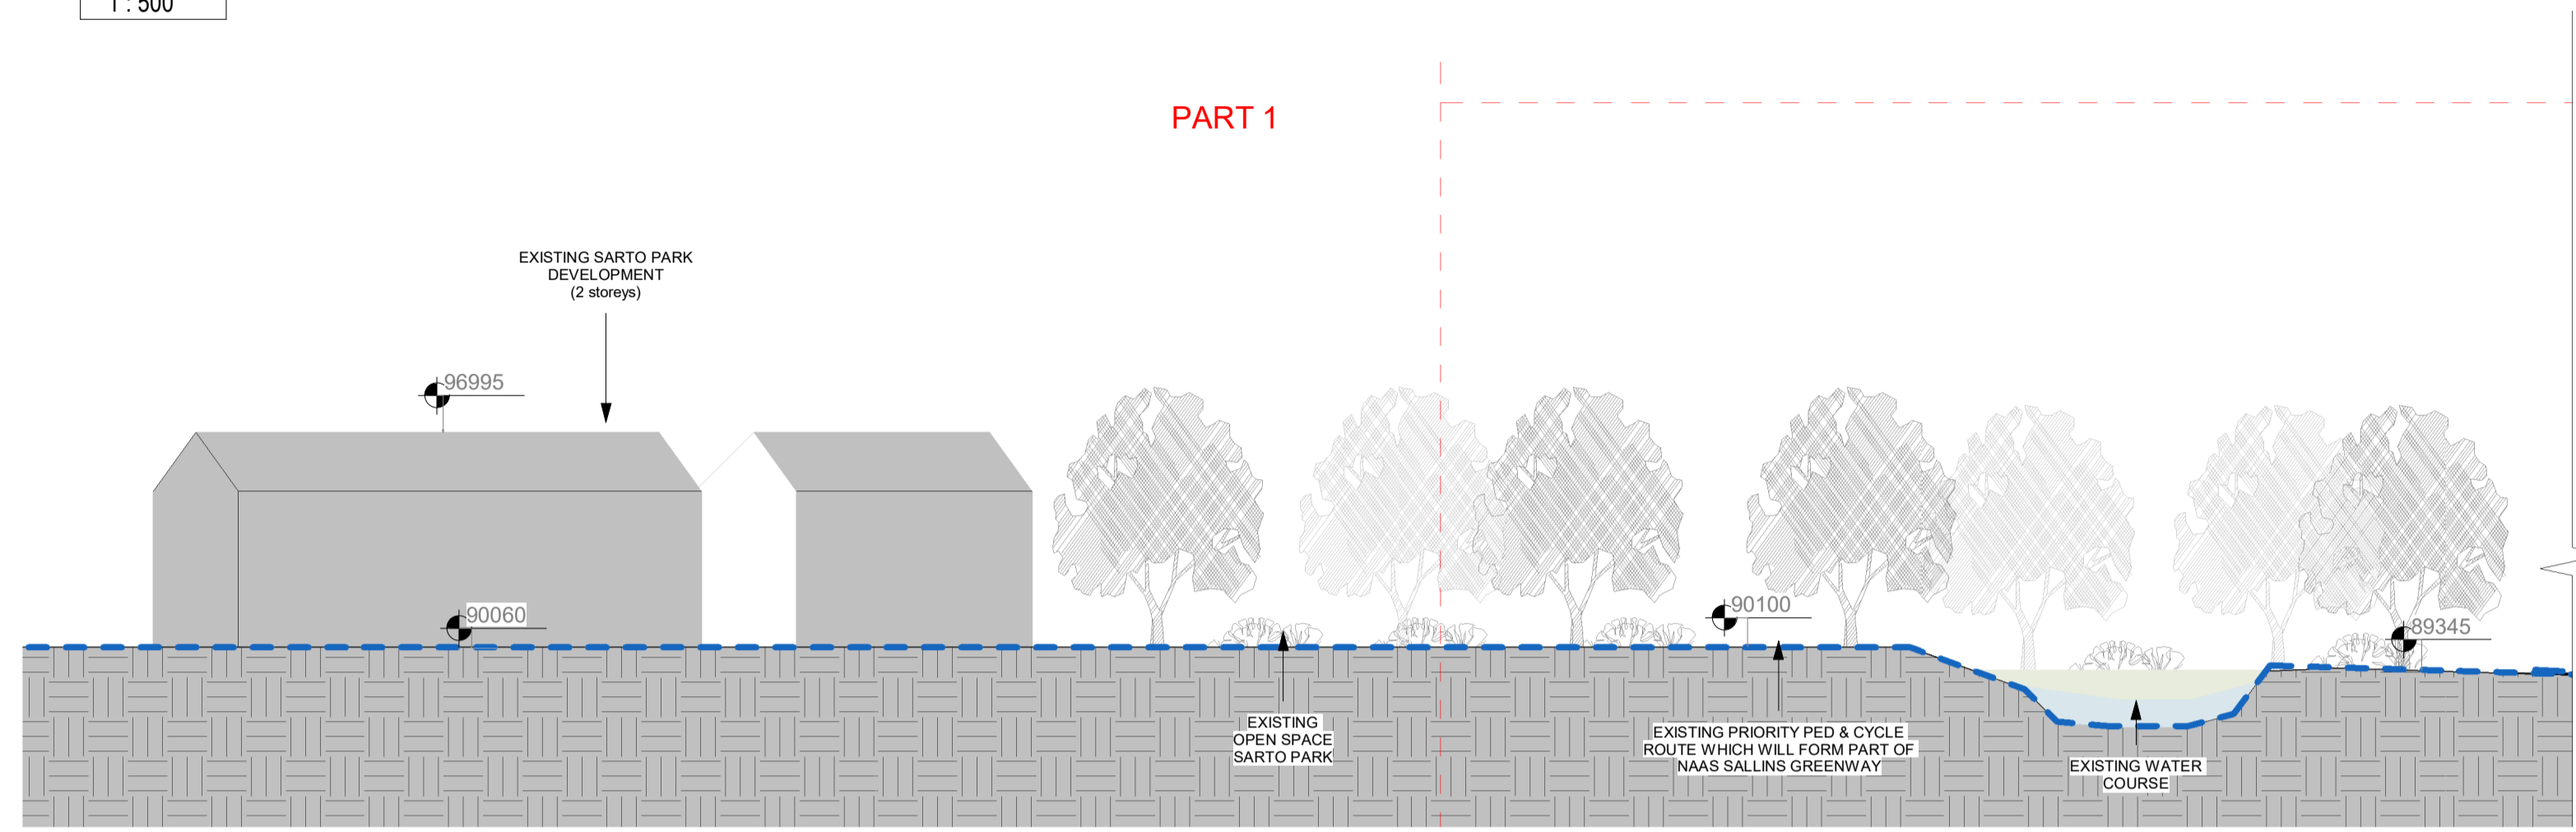 1 : 500
PART 1
EXISTING SARTO PARK
DEVELOPMENT
(2 storeys)
96995
90060
90100
89345
EXISTING
OPEN SPACE
SARTO PARK
EXISTING PRIORITY PED & CYCLE
ROUTE WHICH WILL FORM PART OF
NAAS SALLINS GREENWAY
EXISTING WATER
COURSE